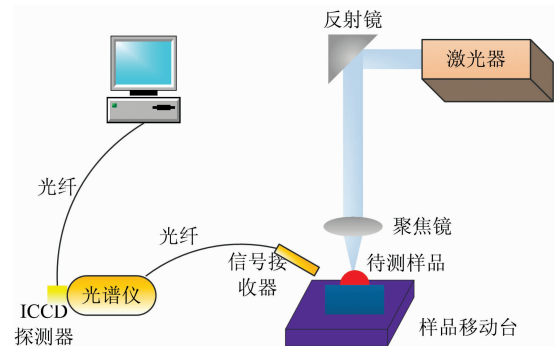 反射镜
激光器
光纤
光纤
聚焦镜
信号接
收器
待测样品
光谱仪
ICCD
探测器
样品移动台